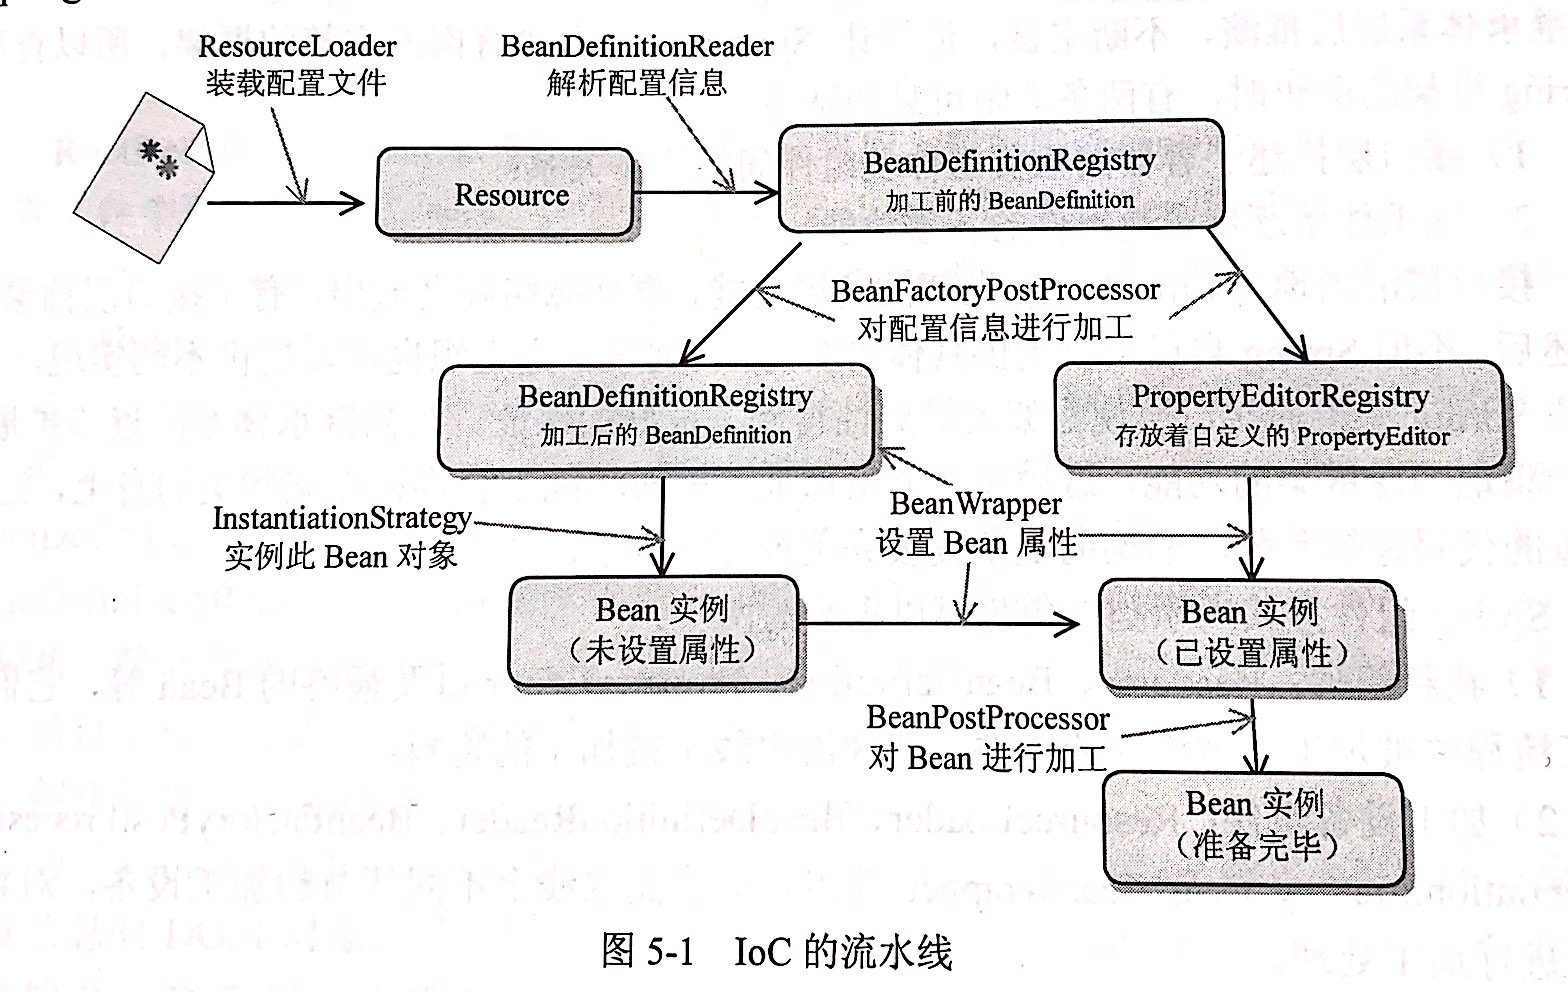 ResourceLoader
装载配置文件
BeanDefinitionReader
解析配置信息
Resource
BeanDefinitionRegistry
加工前的 BeanDefinition
BeanFactoryPostProcessor
对配置信息进行加工
BeanDefinitionRegistry
加工后的 BeanDefinition
PropertyEditorRegistry
存放着自定义的 PropertyEditor
InstantiationStrategy
实例此 Bean 对象
BeanWrapper
设置 Bean 属性
Bean 实例
（未设置属性）
Bean 实例
（已设置属性）
BeanPostProcessor
对 Bean 进行加工
Bean 实例
（准备完毕）
图 5-1 IoC 的流水线